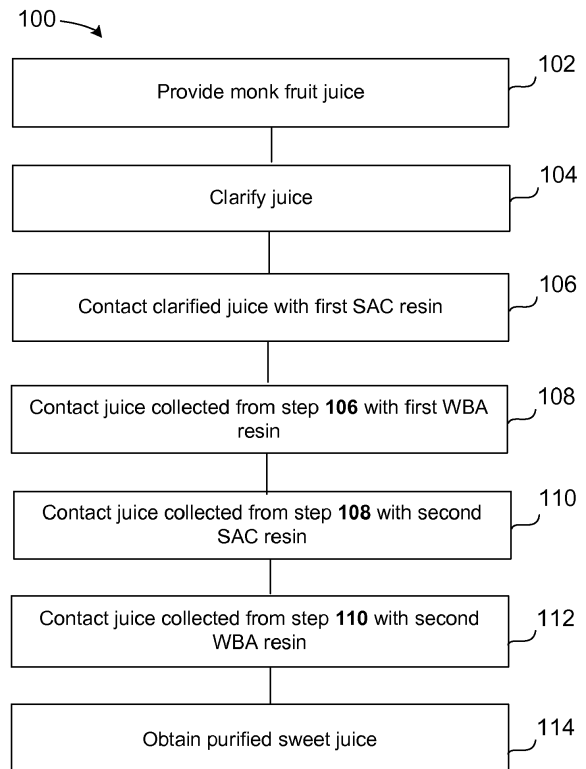 100
Provide monk fruit juice
102
Clarify juice
104
Contact clarified juice with first SAC resin
106
Contact juice collected from step 106 with first WBA
resin
108
Contact juice collected from step 108 with second
SAC resin
110
Contact juice collected from step 110 with second
WBA resin
112
Obtain purified sweet juice
114